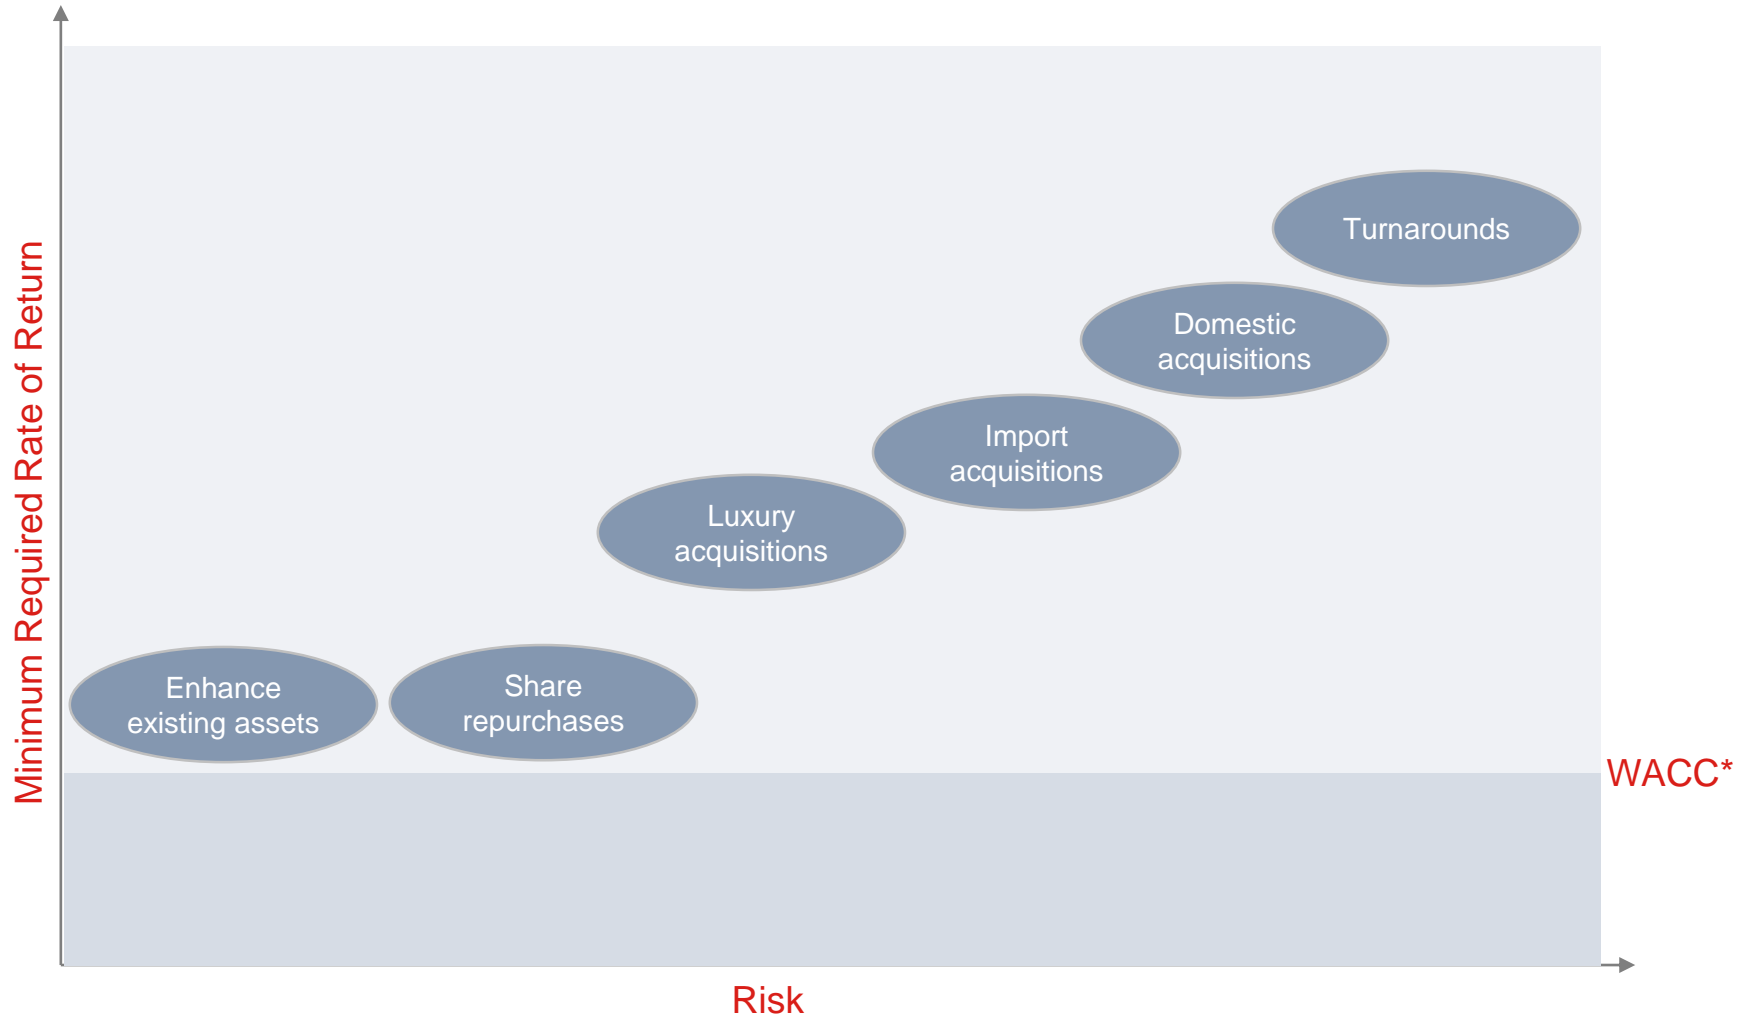 Minimum Required Rate of Return
Turnarounds
Domestic
acquisitions
Import
acquisitions
Luxury
acquisitions
Enhance
existing assets
Share
repurchases
WACC*
Risk